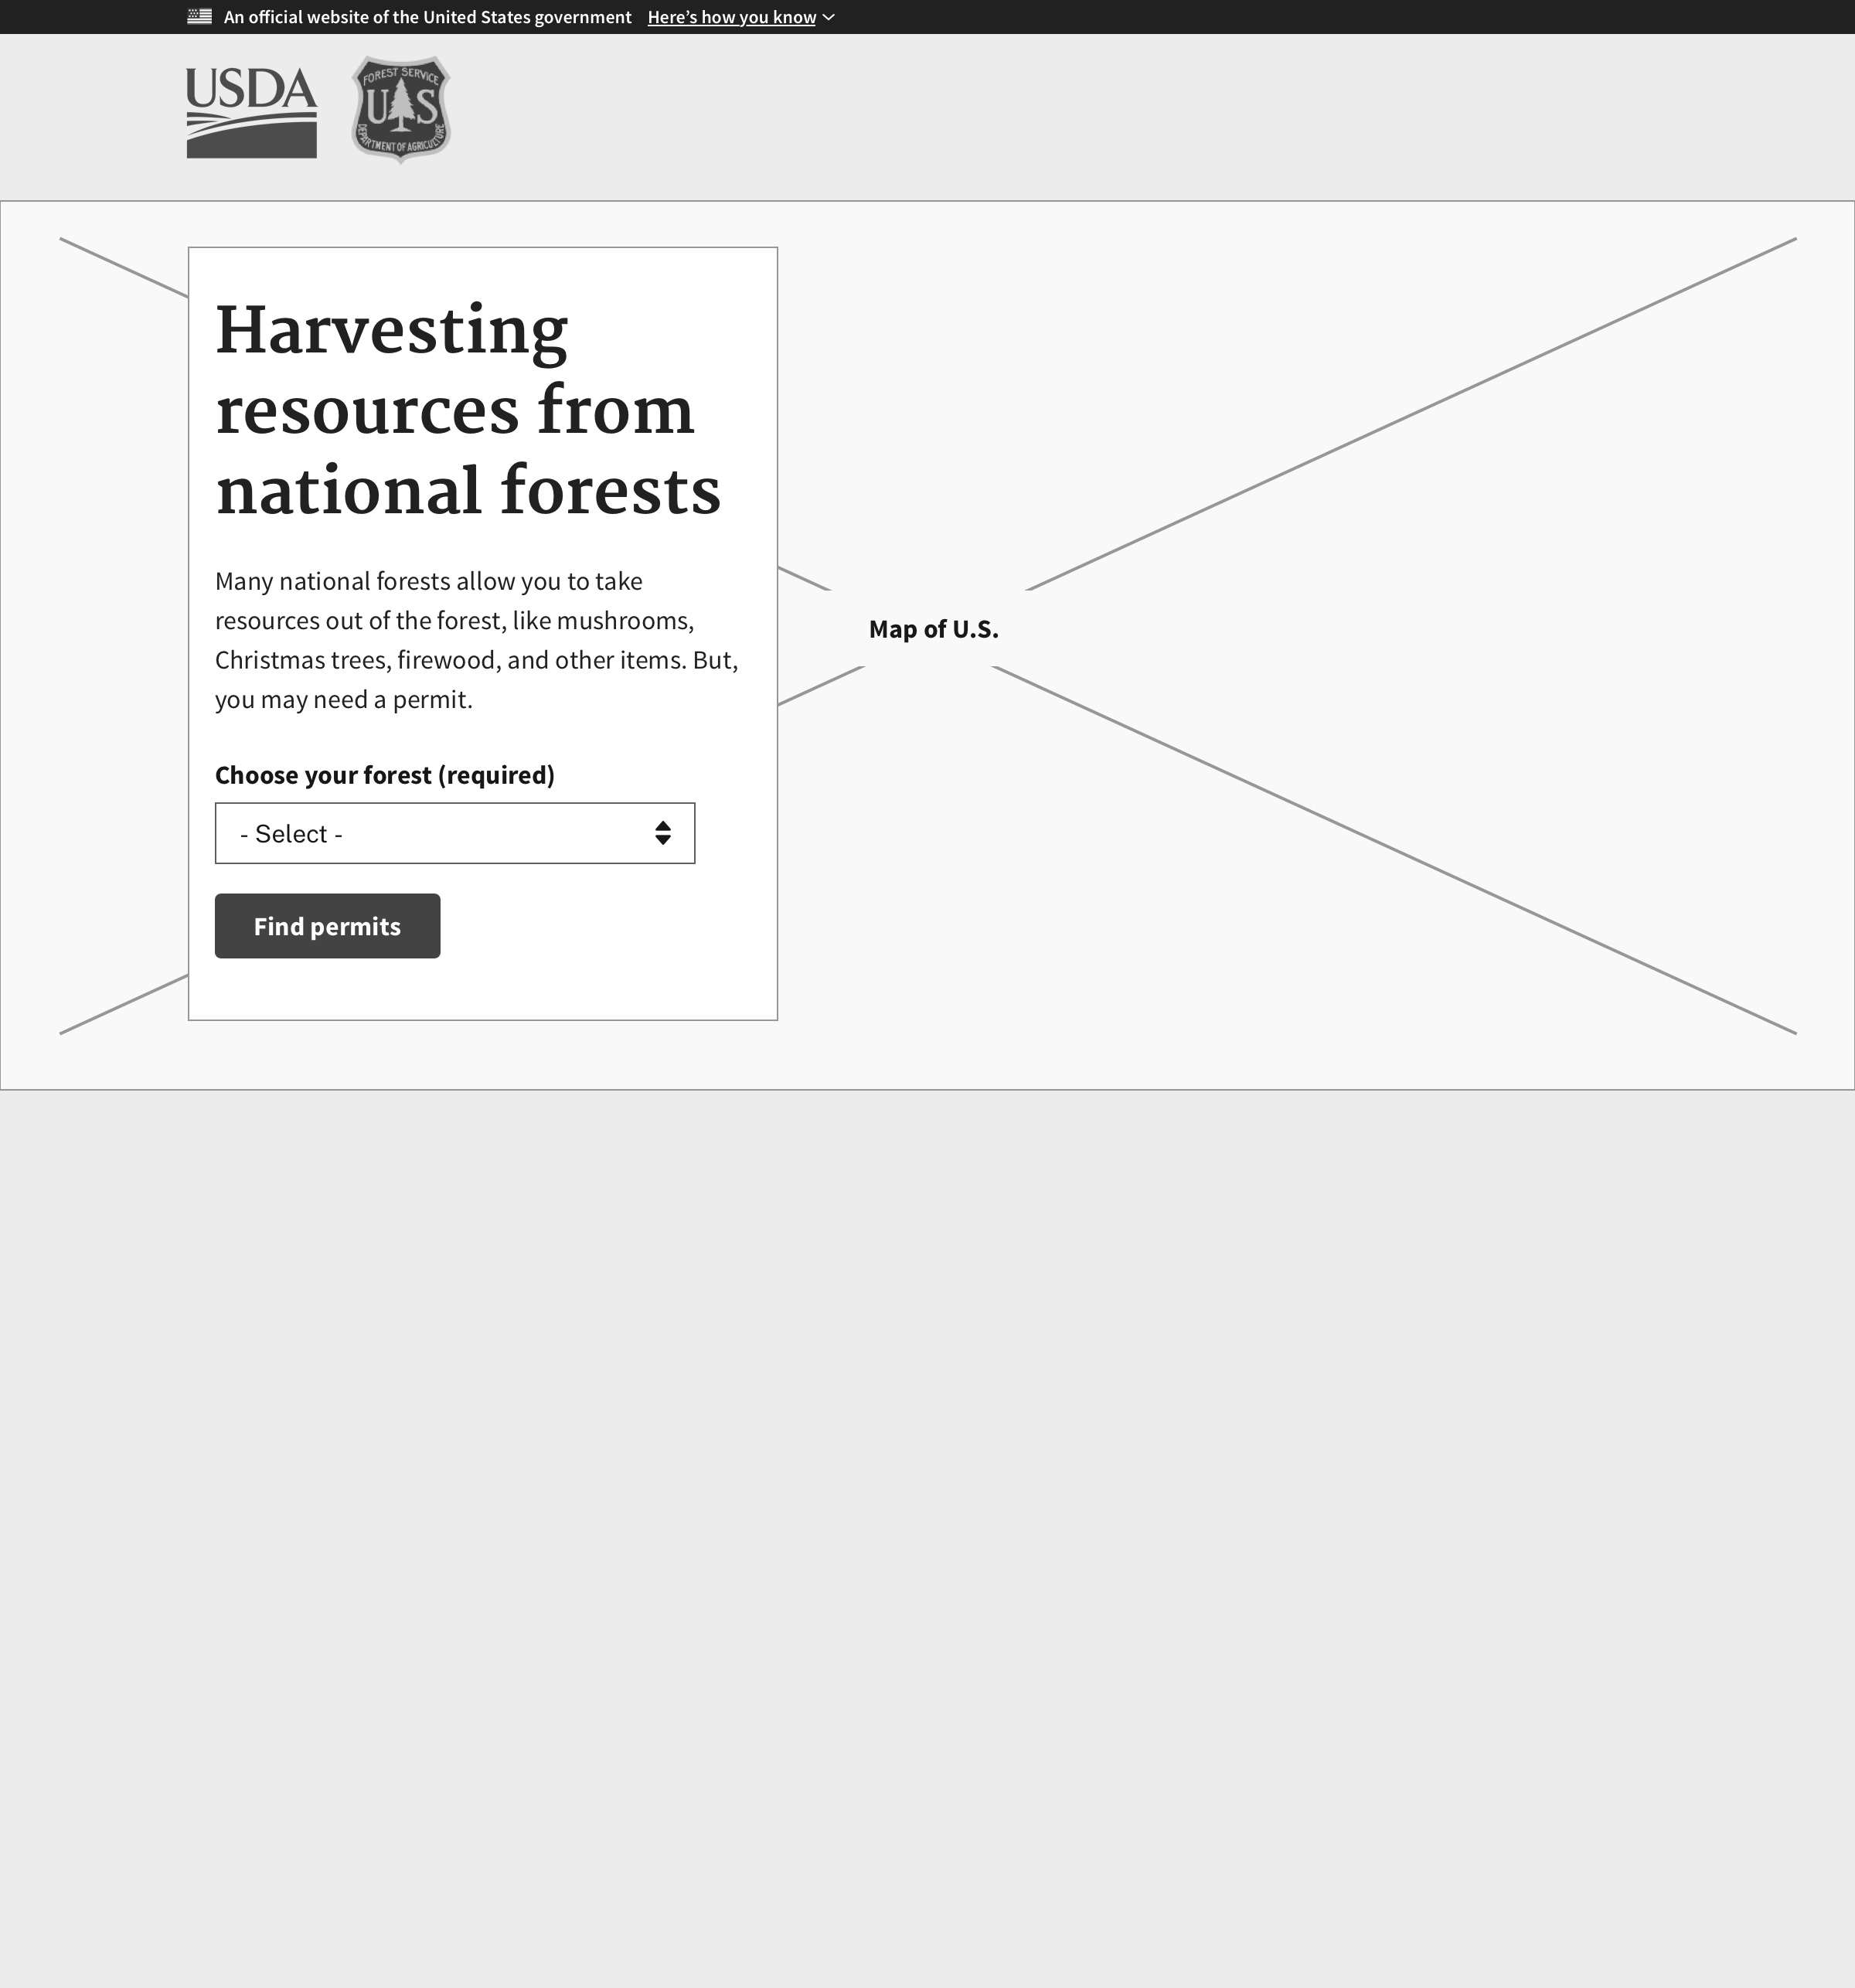 An official website of the United States government Here’s how you know
USDA
FOREST SERVICE
U S
DEPARTMENT OF AGRICULTURE
Harvesting
resources from
national forests
Many national forests allow you to take
resources out of the forest, like mushrooms,
Christmas trees, firewood, and other items. But,
you may need a permit.
Map of U.S.
Choose your forest (required)
- Select -
Find permits